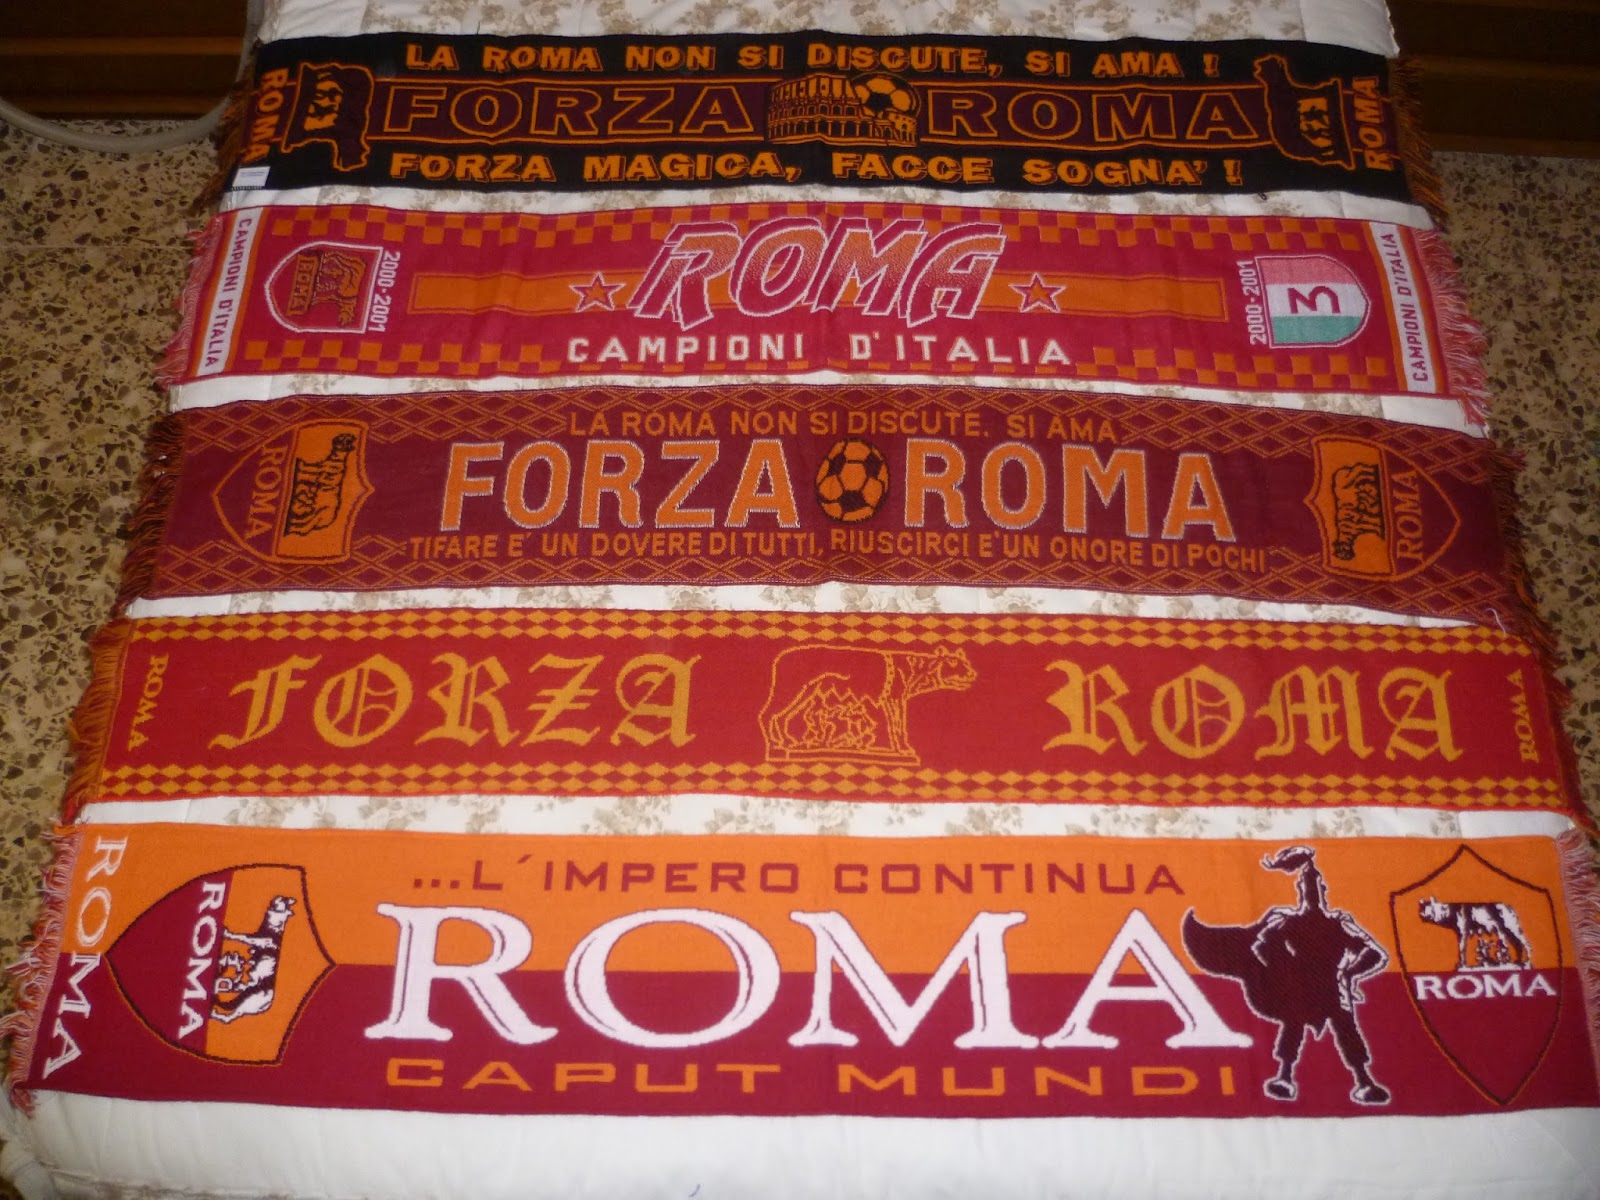 LA ROMA NON SI DISCUTE, SI AMA !
ROMA
FORZA ROMA
ROMA
FORZA MAGICA, FACCE SOGNA' !
CAMPIONI D'ITALIA
ROMA
2000-2001
ROMA
2000-2001
3
CAMPIONI D'ITALIA
CAMPIONI D'ITALIA
LA ROMA NON SI DISCUTE. SI AMA
ROMA
FORZA ROMA
ROMA
TIFARE E' UN DOVERE DI TUTTI, RIUSCIRCI E' UN ONORE DI POCHI
ROMA
FORZA ROMA
ROMA
ROMA
ROMA
...L´IMPERO CONTINUA
ROMA
ROMA
CAPUT MUNDI